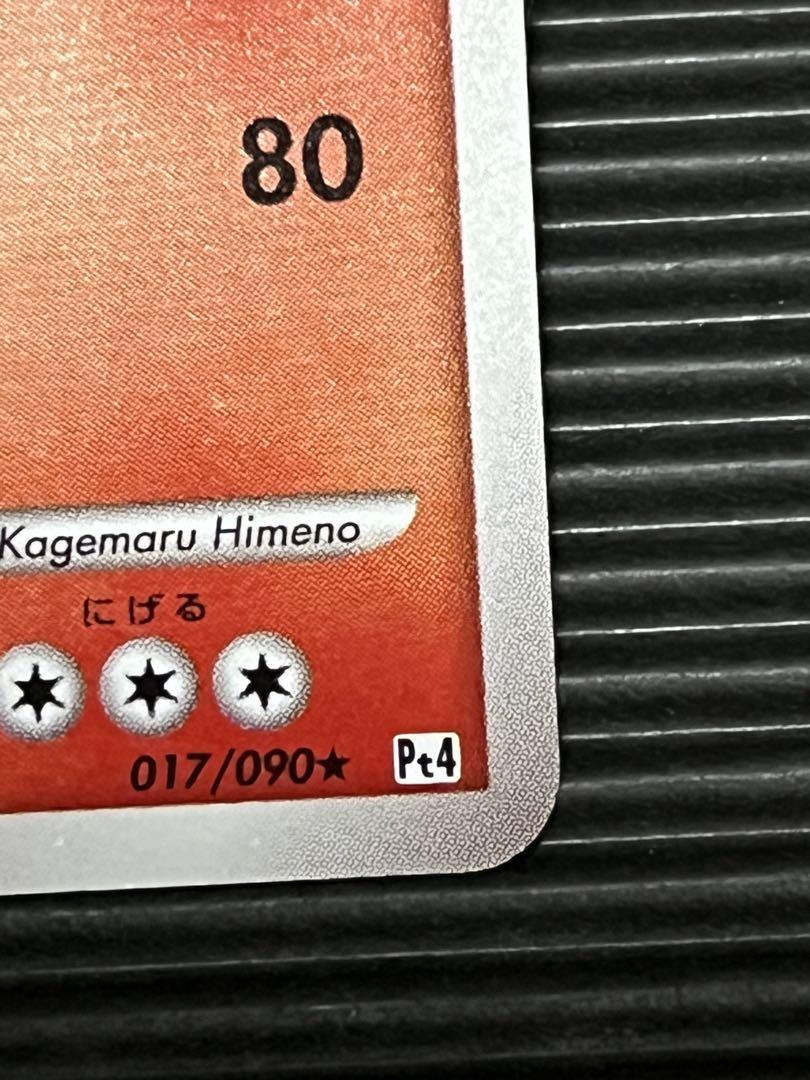 80
Kagemaru Himeno
にげる
017/090★ Pt4